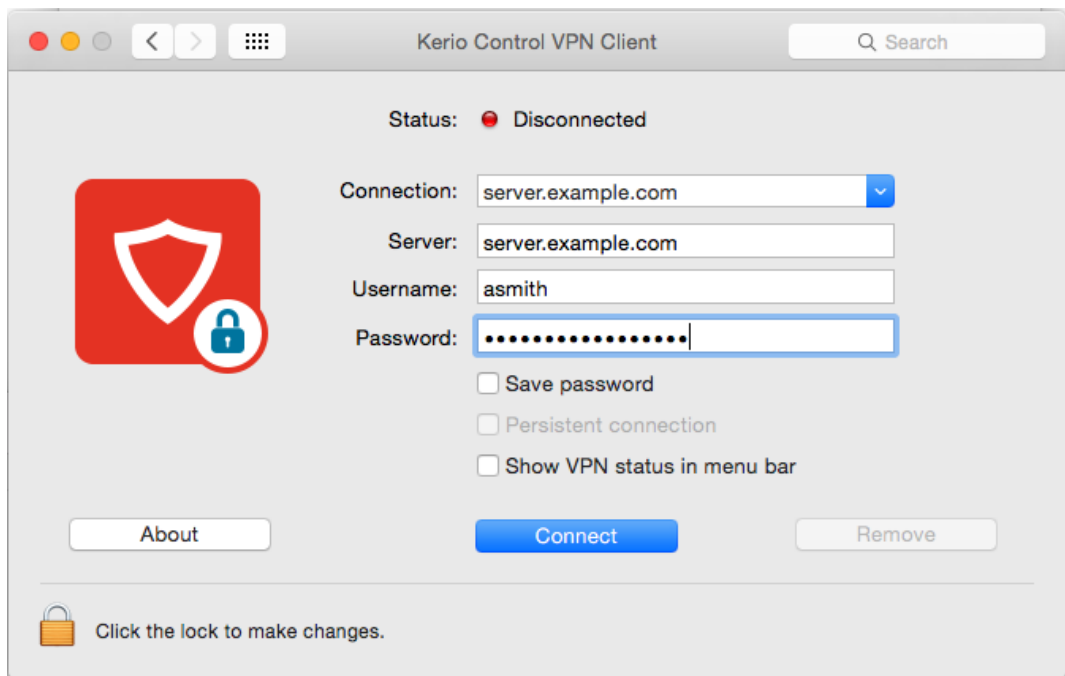 Kerio Control VPN Client
Search
Status: Disconnected
Connection: server.example.com
Server: server.example.com
Username: asmith
Password: •••••••••••••••••
Save password
Persistent connection
Show VPN status in menu bar
About Connect Remove
Click the lock to make changes.